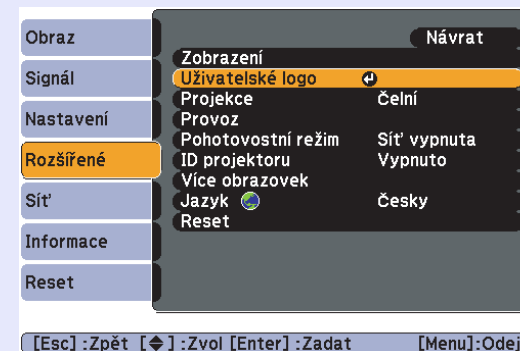 Obraz
Signál
Nastavení
Rozšířené
Síť
Informace
Reset
Návrat
Zobrazení
Uživatelské logo
Projekce Čelní
Provoz
Pohotovostní režim Síť vypnuta
ID projektoru Vypnuto
Více obrazovek
Jazyk Česky
Reset
[Esc] :Zpět [ ] :Zvol [Enter] :Zadat [Menu]:Odej